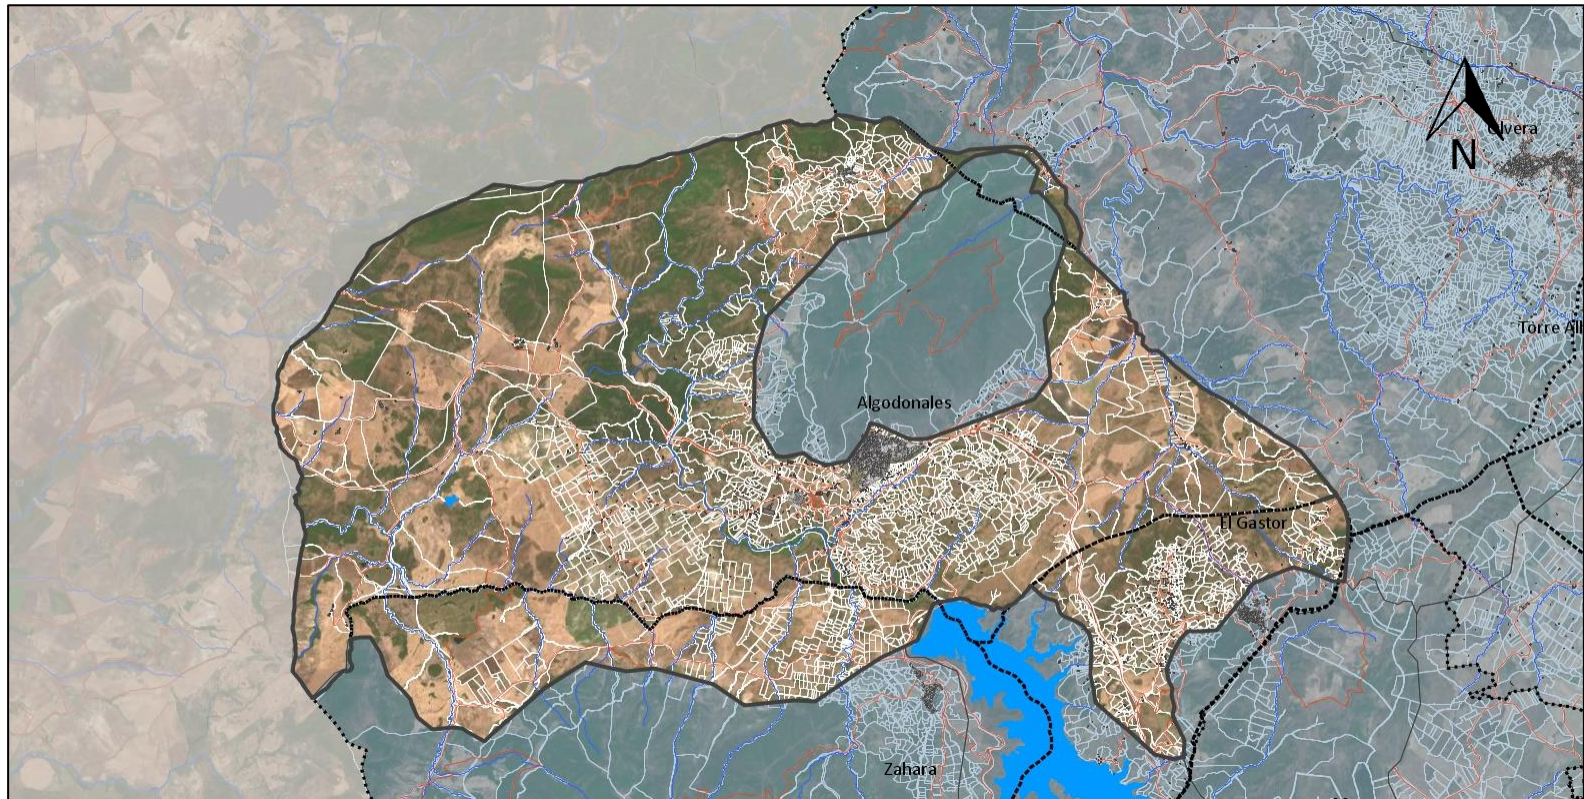 Olvera
N
Torre Al
Algodonales
El Gastor
Zahara